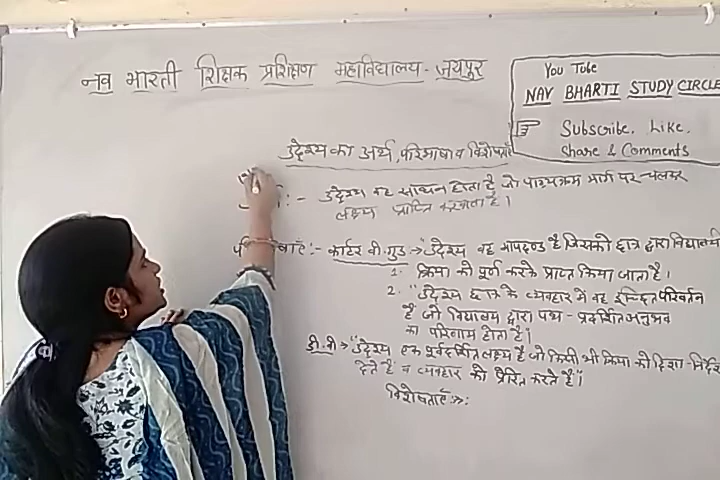 नव भारती शिक्षक प्रशिक्षण महाविद्यालय - जयपुर
You Tube
NAV BHARTI STUDY CIRCLE
Subscribe, Like,
Share & Comments
उद्देश्य का अर्थ, परिभाषा व विशेषताएँ
:- उद्देश्य वह साधन होता है जो पाठ्यक्रम मार्ग पर चलकर
लक्ष्य प्राप्ति करवाता है।
कार्टर वी. गुड → "उद्देश्य वह मापदण्ड है जिसको छात्र द्वारा विद्यालयी
1. क्रिया को पूर्ण करके प्राप्त किया जाता है।
2. "उद्देश्य छात्र के व्यवहार में वह इच्छित परिवर्तन
है जो विद्यालय द्वारा पथ - प्रदर्शित अनुभव
का परिणाम होता है।
डी. वी → "उद्देश्य एक पूर्वदर्शित लक्ष्य है जो किसी भी क्रिया को दिशा - निर्देश
देते है व व्यवहार को प्रेरित करते है"।
विशेषताएँ :→: